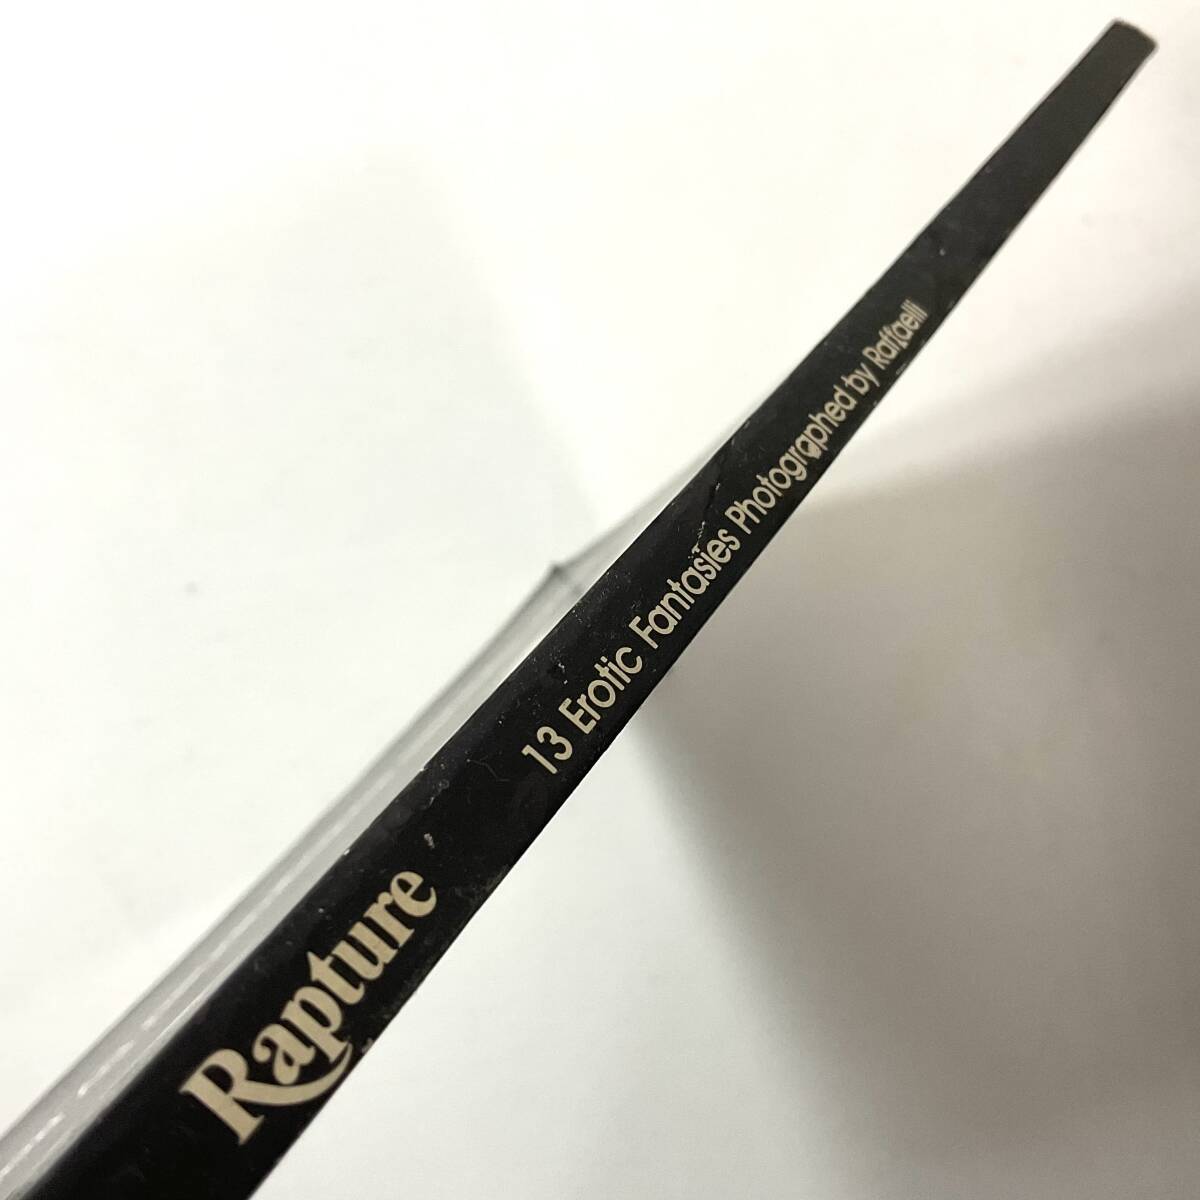 Rapture 13 Erotic Fantasies Photographed by Raffaelli